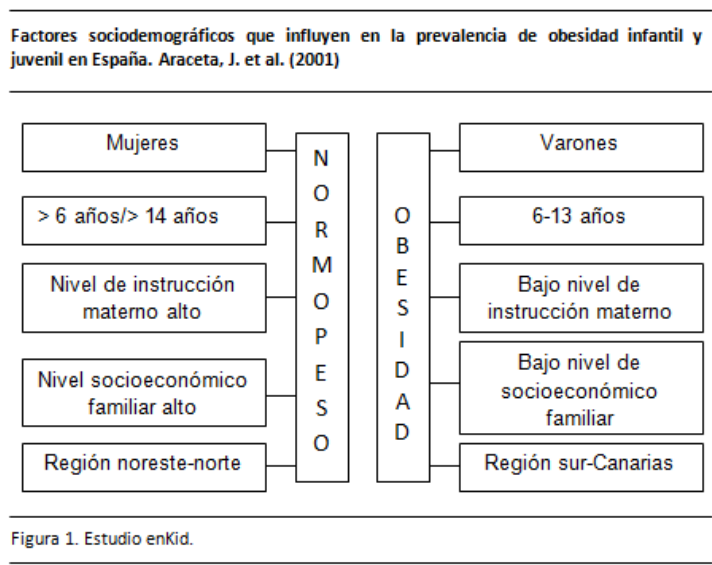 Factores sociodemográficos que influyen en la prevalencia de obesidad infantil y
juvenil en España. Araceta, J. et al. (2001)
Mujeres
> 6 años/> 14 años
Nivel de instrucción
materno alto
Nivel socioeconómico
familiar alto
Región noreste-norte
NORMOPESO
OBESIDAD
Varones
6-13 años
Bajo nivel de
instrucción materno
Bajo nivel de
socioeconómico
familiar
Región sur-Canarias
Figura 1. Estudio enKid.